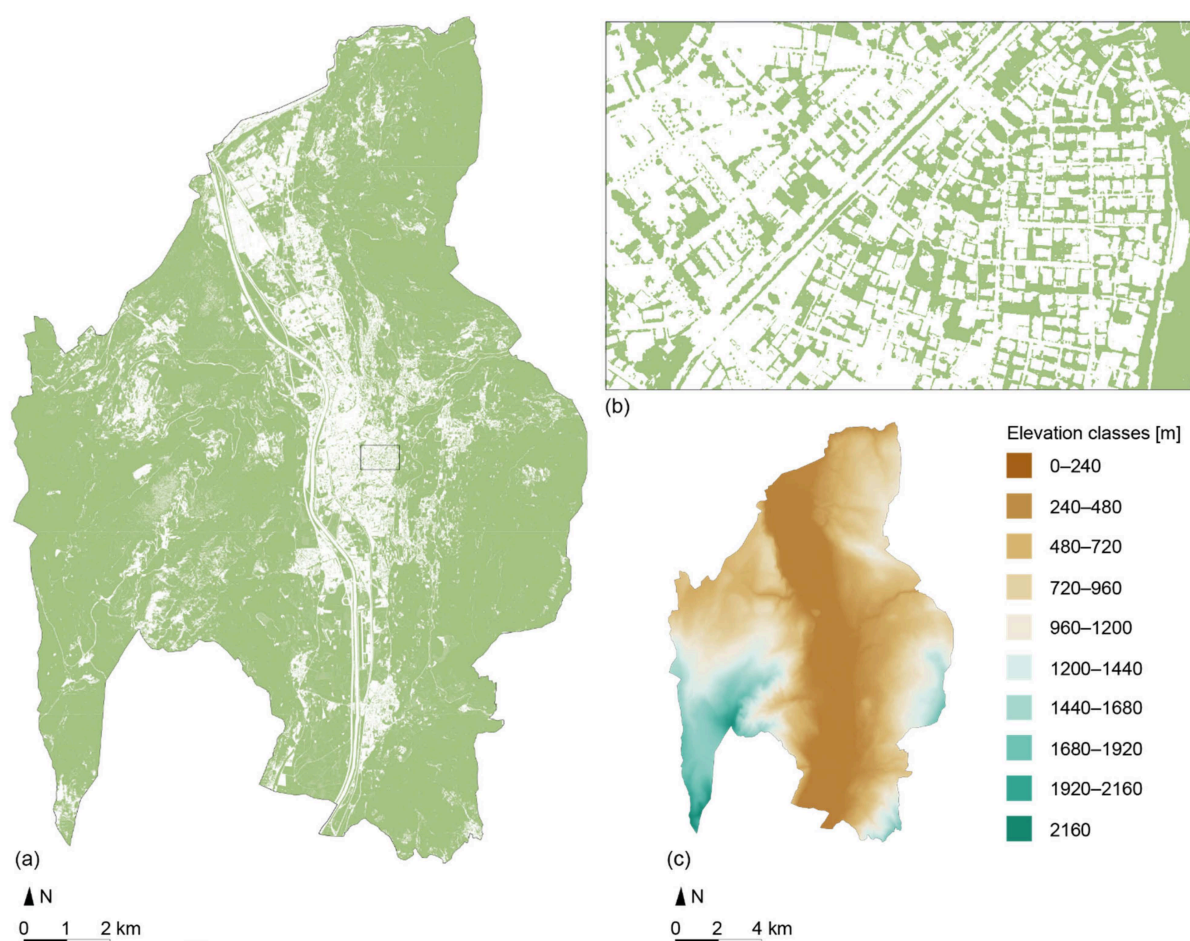 (b)
Elevation classes [m]
0–240
240–480
480–720
720–960
960–1200
1200–1440
1440–1680
1680–1920
1920–2160
2160
(a)
N
0 1 2 km
(c)
N
0 2 4 km